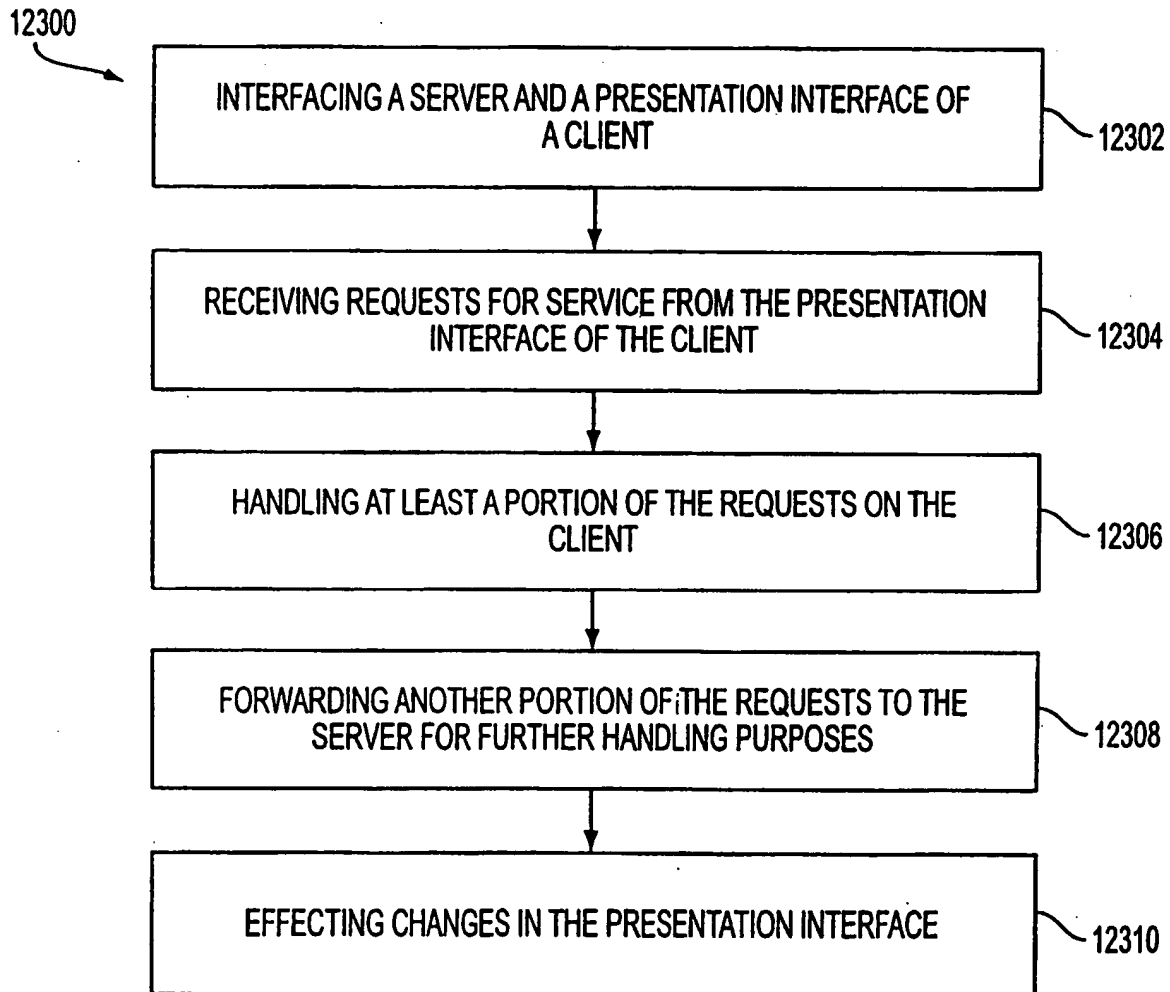 12300
INTERFACING A SERVER AND A PRESENTATION INTERFACE OF
A CLIENT
12302
RECEIVING REQUESTS FOR SERVICE FROM THE PRESENTATION
INTERFACE OF THE CLIENT
12304
HANDLING AT LEAST A PORTION OF THE REQUESTS ON THE
CLIENT
12306
FORWARDING ANOTHER PORTION OF THE REQUESTS TO THE
SERVER FOR FURTHER HANDLING PURPOSES
12308
EFFECTING CHANGES IN THE PRESENTATION INTERFACE
12310